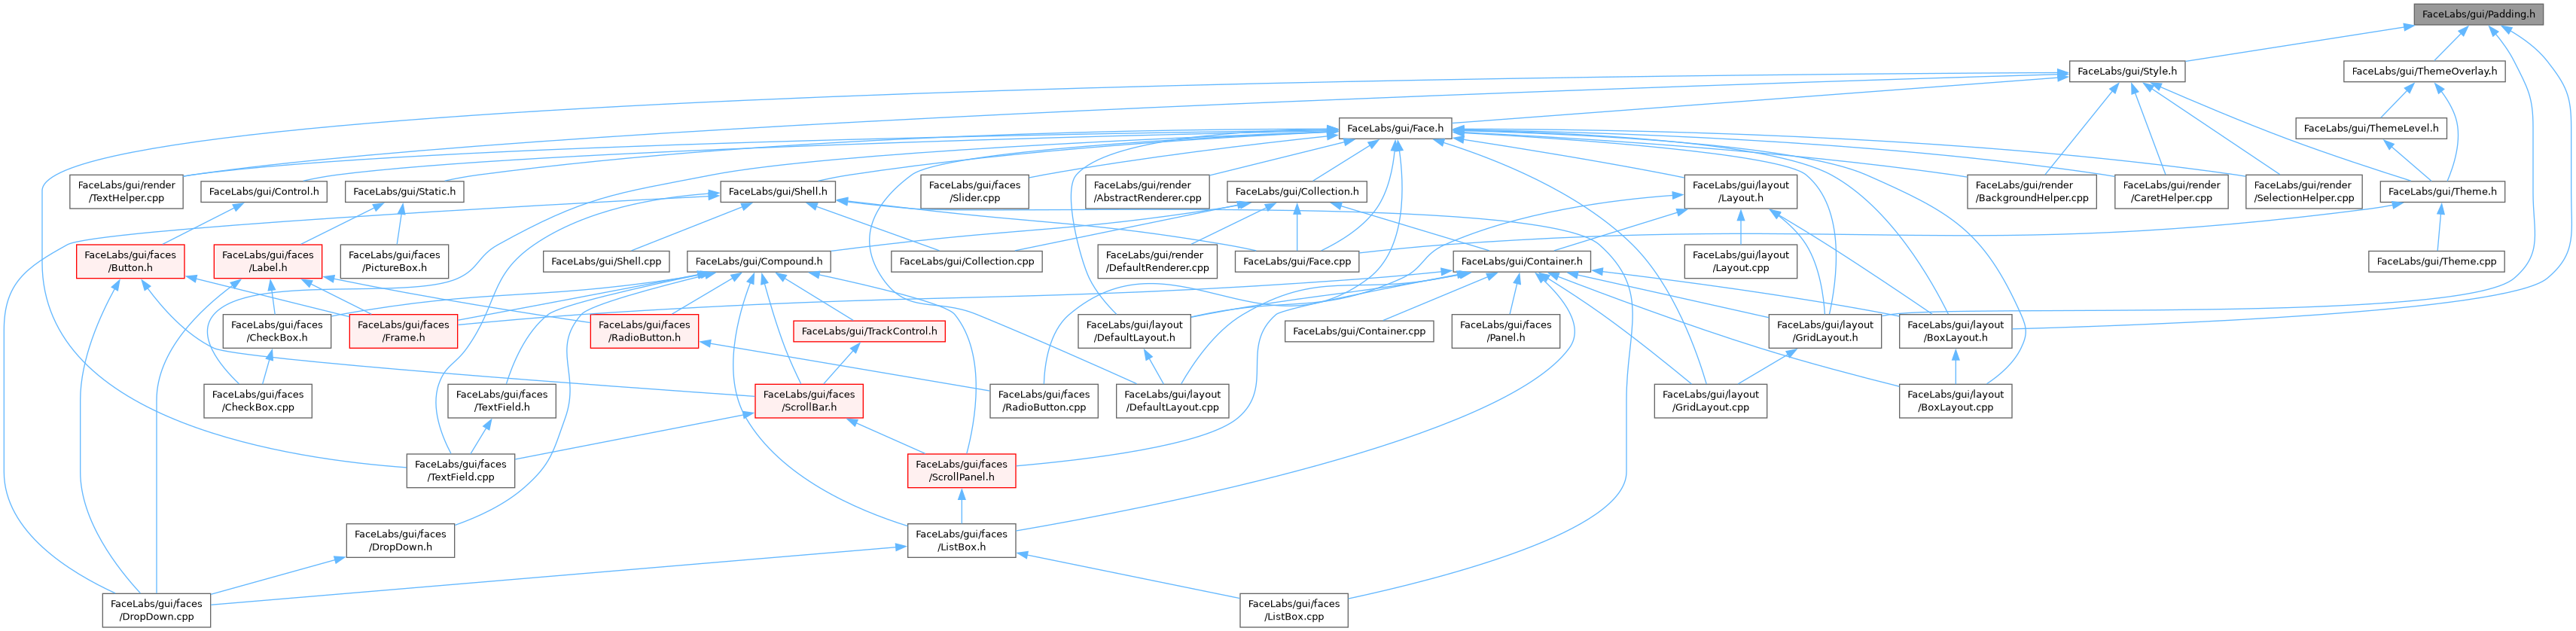 FaceLabs/gui/Padding.h
FaceLabs/gui/Style.h
FaceLabs/gui/ThemeOverlay.h
FaceLabs/gui/Face.h
FaceLabs/gui/ThemeLevel.h
FaceLabs/gui/render
/TextHelper.cpp
FaceLabs/gui/Control.h
FaceLabs/gui/Static.h
FaceLabs/gui/Shell.h
FaceLabs/gui/faces
/Slider.cpp
FaceLabs/gui/render
/AbstractRenderer.cpp
FaceLabs/gui/Collection.h
FaceLabs/gui/layout
/Layout.h
FaceLabs/gui/render
/BackgroundHelper.cpp
FaceLabs/gui/render
/CaretHelper.cpp
FaceLabs/gui/render
/SelectionHelper.cpp
FaceLabs/gui/Theme.h
FaceLabs/gui/faces
/Button.h
FaceLabs/gui/faces
/Label.h
FaceLabs/gui/faces
/PictureBox.h
FaceLabs/gui/Shell.cpp
FaceLabs/gui/Compound.h
FaceLabs/gui/Collection.cpp
FaceLabs/gui/render
/DefaultRenderer.cpp
FaceLabs/gui/Face.cpp
FaceLabs/gui/Container.h
FaceLabs/gui/layout
/Layout.cpp
FaceLabs/gui/Theme.cpp
FaceLabs/gui/faces
/CheckBox.h
FaceLabs/gui/faces
/Frame.h
FaceLabs/gui/faces
/RadioButton.h
FaceLabs/gui/TrackControl.h
FaceLabs/gui/layout
/DefaultLayout.h
FaceLabs/gui/Container.cpp
FaceLabs/gui/faces
/Panel.h
FaceLabs/gui/layout
/GridLayout.h
FaceLabs/gui/layout
/BoxLayout.h
FaceLabs/gui/faces
/CheckBox.cpp
FaceLabs/gui/faces
/TextField.h
FaceLabs/gui/faces
/ScrollBar.h
FaceLabs/gui/faces
/RadioButton.cpp
FaceLabs/gui/layout
/DefaultLayout.cpp
FaceLabs/gui/layout
/GridLayout.cpp
FaceLabs/gui/layout
/BoxLayout.cpp
FaceLabs/gui/faces
/TextField.cpp
FaceLabs/gui/faces
/ScrollPanel.h
FaceLabs/gui/faces
/DropDown.h
FaceLabs/gui/faces
/ListBox.h
FaceLabs/gui/faces
/DropDown.cpp
FaceLabs/gui/faces
/ListBox.cpp